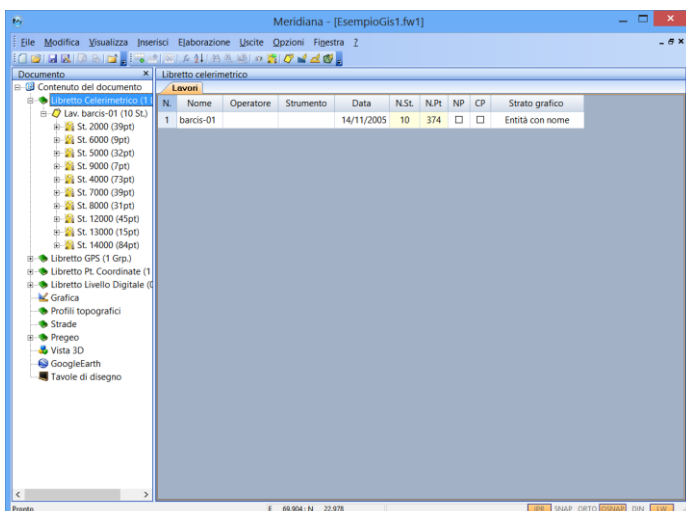 Meridiana - [EsempioGis1.fw1]
File Modifica Visualizza Inserisci Elaborazione Uscite Opzioni Finestra ?
Documento
Contenuto del documento
Libretto Celerimetrico (1 L
Lav. barcis-01 (10 St.)
St. 2000 (39pt)
St. 6000 (9pt)
St. 5000 (32pt)
St. 9000 (7pt)
St. 4000 (73pt)
St. 7000 (39pt)
St. 8000 (31pt)
St. 12000 (45pt)
St. 13000 (15pt)
St. 14000 (84pt)
Libretto GPS (1 Grp.)
Libretto Pt. Coordinate (1
Libretto Livello Digitale (0
Grafica
Profili topografici
Strade
Pregeo
Vista 3D
GoogleEarth
Tavole di disegno
Libretto celerimetrico
Lavori
N. Nome Operatore Strumento Data N.St. N.Pt NP CP Strato grafico
1 barcis-01 14/11/2005 10 374 Entità con nome
Pronto E 69.904 : N 22.978 IPR SNAP ORTO OSNAP DIN LW